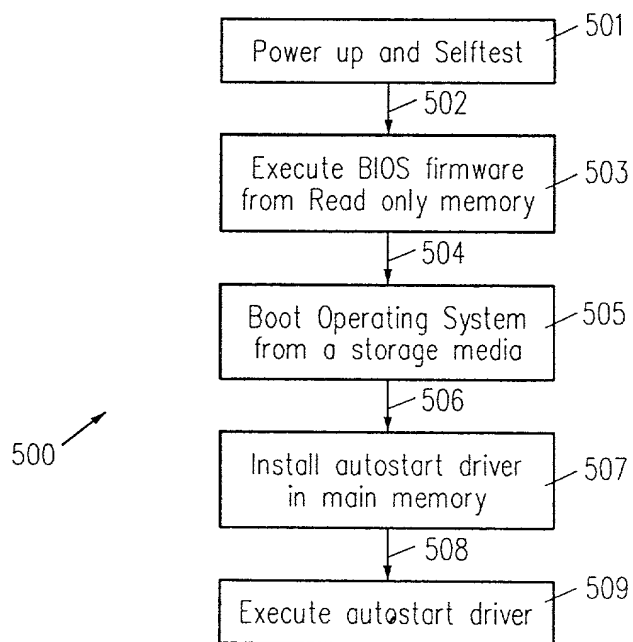 501
Power up and Selftest
502
Execute BIOS firmware
from Read only memory
503
504
Boot Operating System
from a storage media
505
506
500
Install autostart driver
in main memory
507
508
509
Execute autostart driver